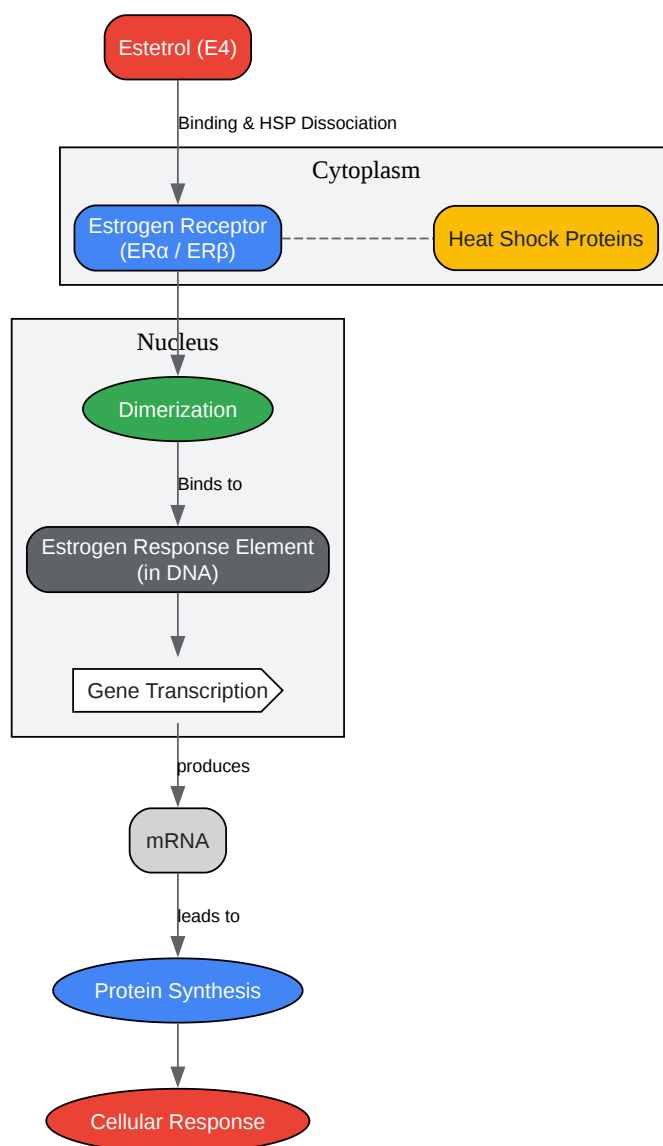 Estetrol (E4)
Binding & HSP Dissociation
Cytoplasm
Estrogen Receptor
(ERα / ERβ)
Heat Shock Proteins
Nucleus
Dimerization
Binds to
Estrogen Response Element
(in DNA)
Gene Transcription
produces
mRNA
leads to
Protein Synthesis
Cellular Response